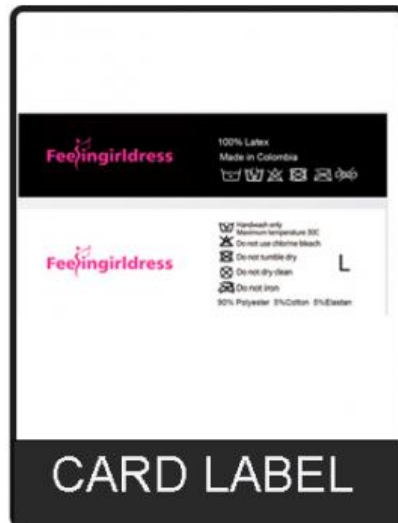 Feelingirldress
100% Latex
Made in Colombia
Feelingirldress
Handwash only
Maximum temperature 30C
Do not use chlorine bleach
Do not tumble dry
Do not dry clean
Do not iron
L
90% Polyester 5%Cotton 5%Elastan
CARD LABEL